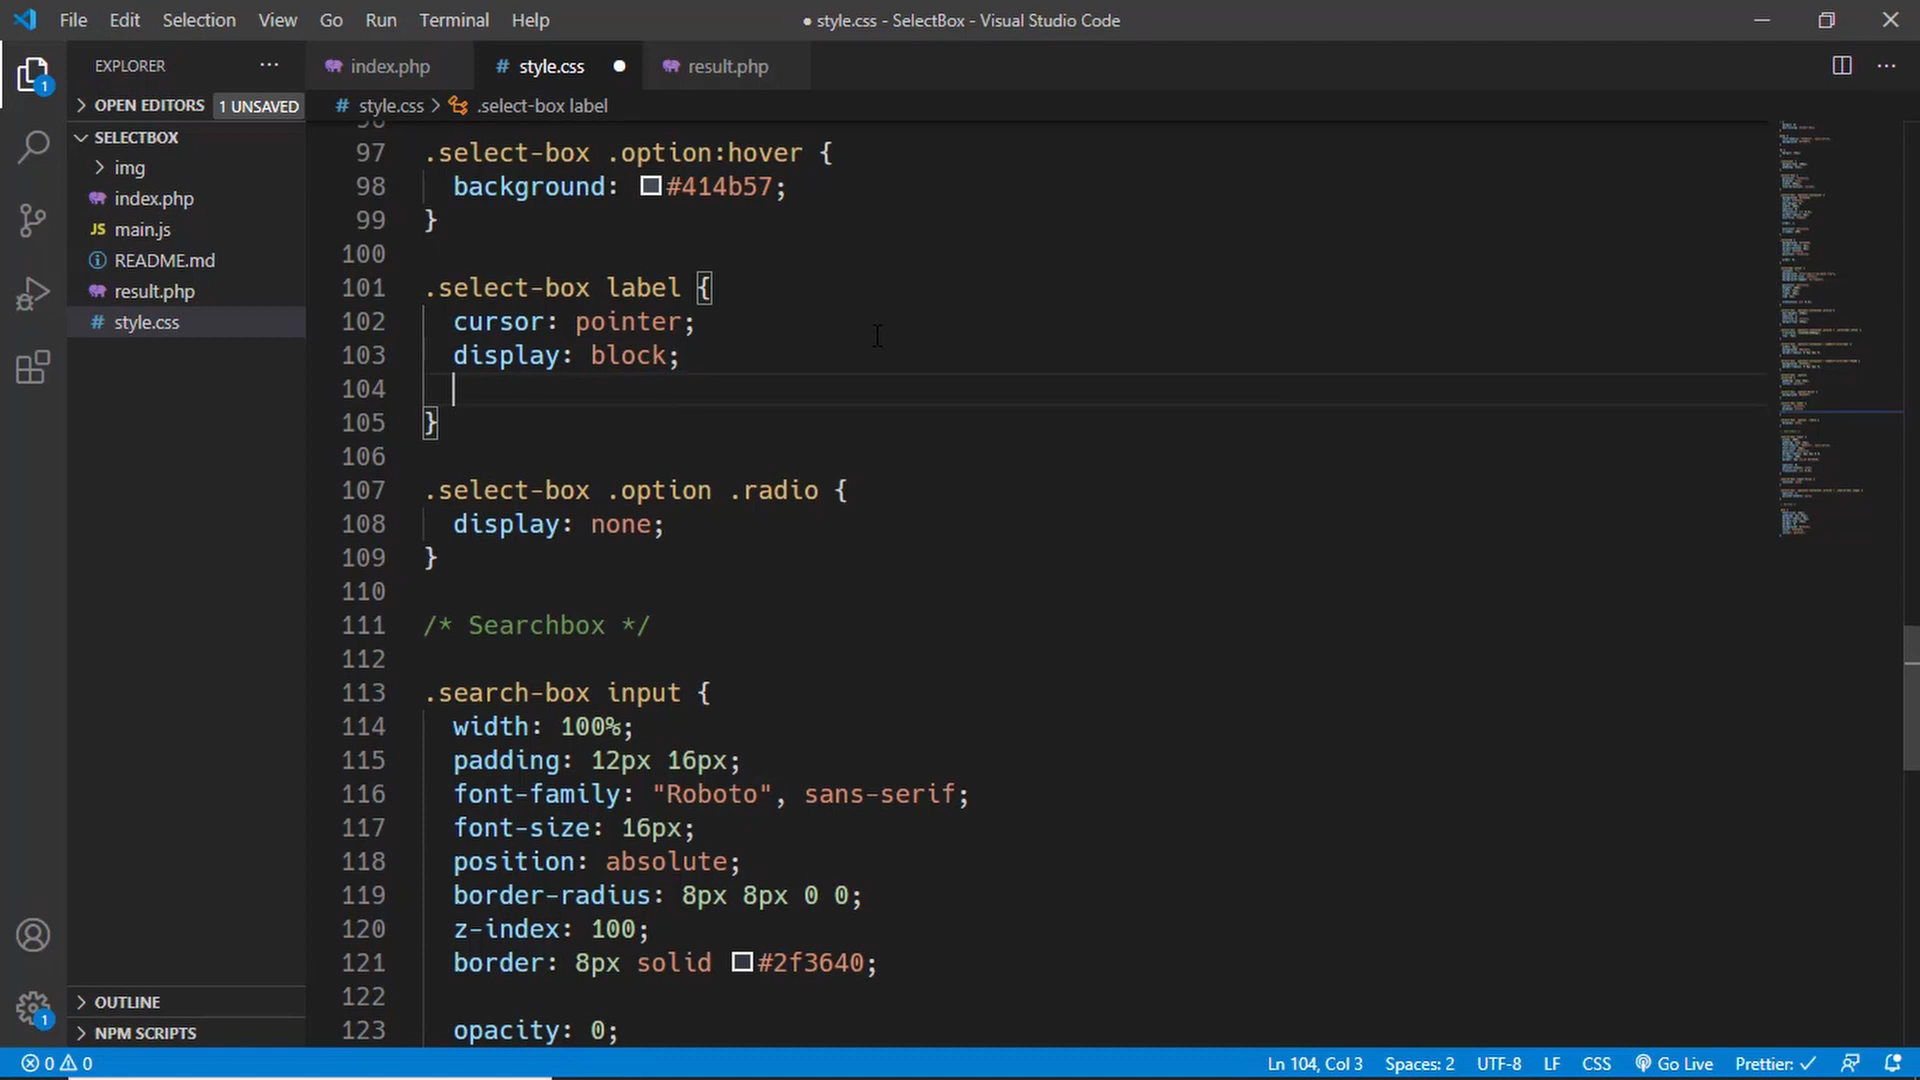 File Edit Selection View Go Run Terminal Help
● style.css - SelectBox - Visual Studio Code
EXPLORER
index.php
style.css
result.php
OPEN EDITORS 1 UNSAVED
style.css > .select-box label
SELECTBOX
img
index.php
JS main.js
README.md
result.php
# style.css
97 .select-box .option:hover {
98 background: #414b57;
99 }
100
101 .select-box label {
102 cursor: pointer;
103 display: block;
104
105 }
106
107 .select-box .option .radio {
108 display: none;
109 }
110
111 /* Searchbox */
112
113 .search-box input {
114 width: 100%;
115 padding: 12px 16px;
116 font-family: "Roboto", sans-serif;
117 font-size: 16px;
118 position: absolute;
119 border-radius: 8px 8px 0 0;
120 z-index: 100;
121 border: 8px solid #2f3640;
122
123 opacity: 0;
1
1
OUTLINE
NPM SCRIPTS
0 0
Ln 104, Col 3 Spaces: 2 UTF-8 LF CSS Go Live Prettier: ✓